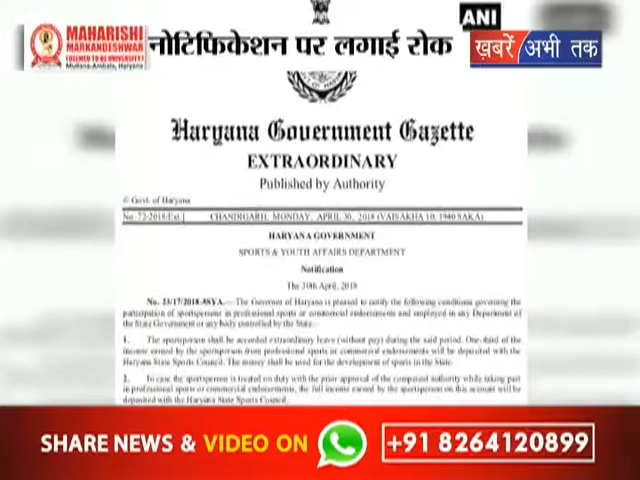 ANI
MAHARISHI
MARKANDESHWAR
(DEEMED TO BE UNIVERSITY)
Mullana-Ambala, Haryana
नोटिफिकेशन पर लगाई रोक
ख़बरें अभी तक
Haryana Government Gazette
EXTRAORDINARY
Published by Authority
© Govt. of Haryana
No. 72-2018/Ext.] CHANDIGARH, MONDAY, APRIL 30, 2018 (VAISAKHA 10, 1940 SAKA)
HARYANA GOVERNMENT
SPORTS & YOUTH AFFAIRS DEPARTMENT
Notification
The 30th April, 2018
No. 23/17/2018-8SYA.—The Governor of Haryana is pleased to notify the following conditions governing the
participation of sportspersons in professional sports or commercial endorsements and employed in any Department of
the State Government or any body controlled by the State.
1. The sportsperson shall be accorded extraordinary leave (without pay) during the said period. One-third of the
income earned by the sportsperson from professional sports or commercial endorsements will be deposited with the
Haryana State Sports Council. The money shall be used for the development of sports in the State.
2. In case the sportsperson is treated on duty with the prior approval of the competent authority while taking part
in professional sports or commercial endorsements, the full income earned by the sportsperson on this account will be
deposited with the Haryana State Sports Council.
SHARE NEWS & VIDEO ON +91 8264120899